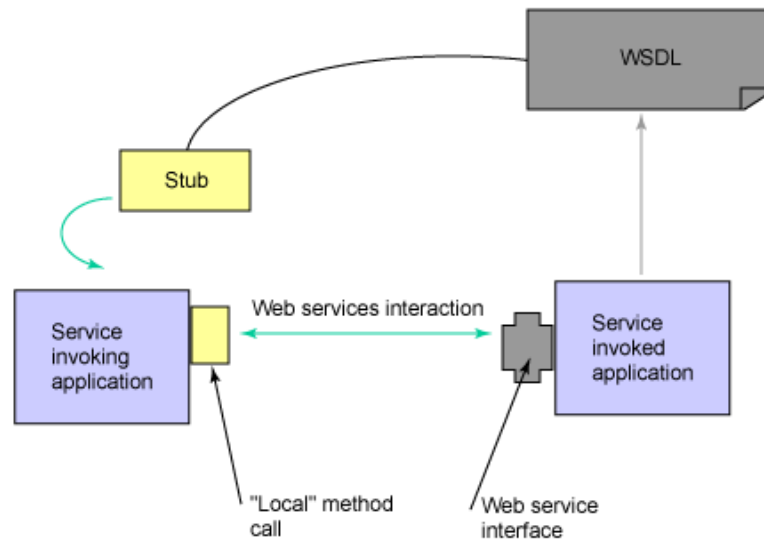 WSDL
Stub
Web services interaction
Service
invoking
application
Service
invoked
application
"Local" method
call
Web service
interface